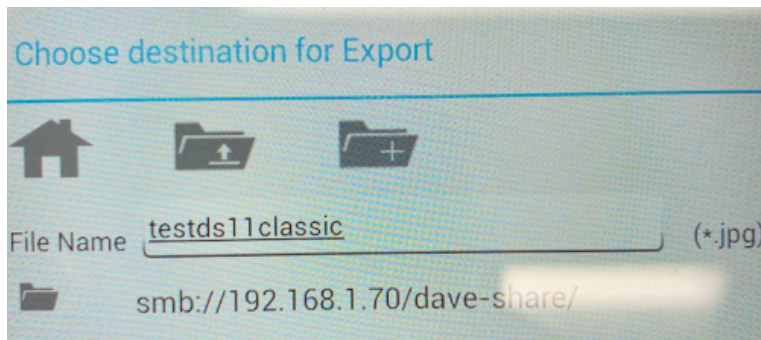 Choose destination for Export
File Name testds11classic (*.jpg)
smb://192.168.1.70/dave-share/